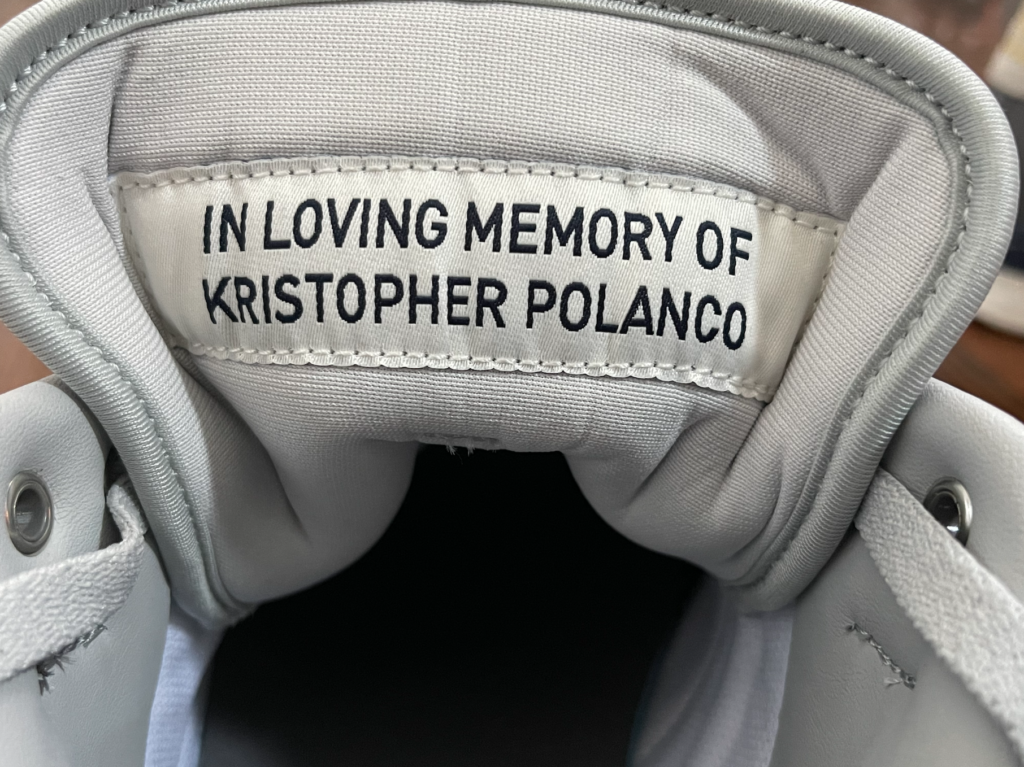 IN LOVING MEMORY OF
KRISTOPHER POLANCO